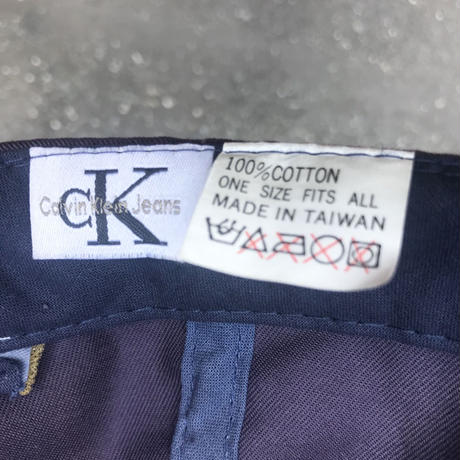 CK
Calvin Klein Jeans
100% COTTON
ONE SIZE FITS ALL
MADE IN TAIWAN